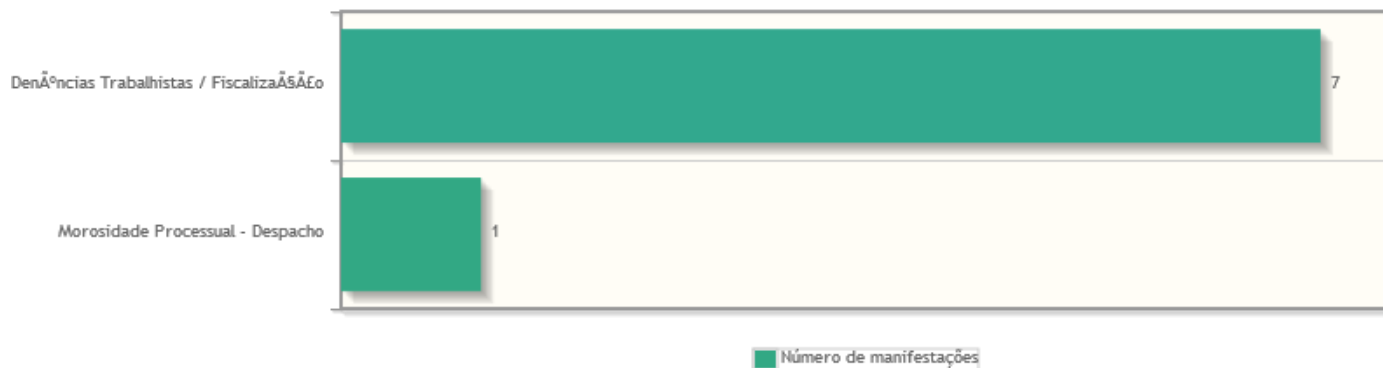 DenÃºncias Trabalhistas / FiscalizaÃ§Ã£o
7
Morosidade Processual - Despacho
1
Número de manifestações